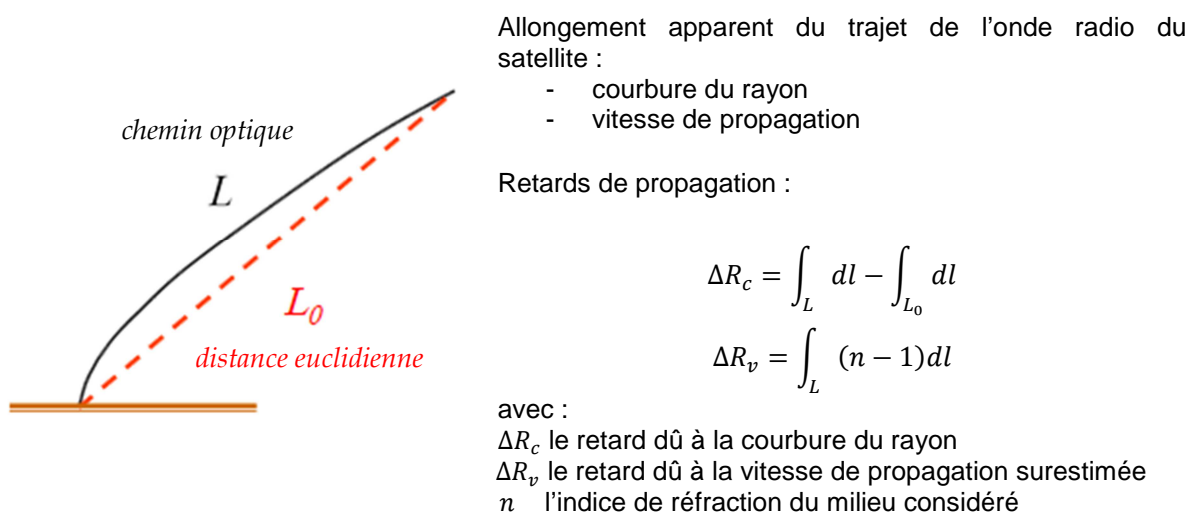 Allongement apparent du trajet de l'onde radio du
satellite :
- courbure du rayon
- vitesse de propagation
chemin optique
L
Retards de propagation :
ΔR_c = ∫_L dl − ∫_{L_0} dl
L_0
distance euclidienne
ΔR_v = ∫_L (n − 1)dl
avec :
ΔR_c le retard dû à la courbure du rayon
ΔR_v le retard dû à la vitesse de propagation surestimée
n l'indice de réfraction du milieu considéré